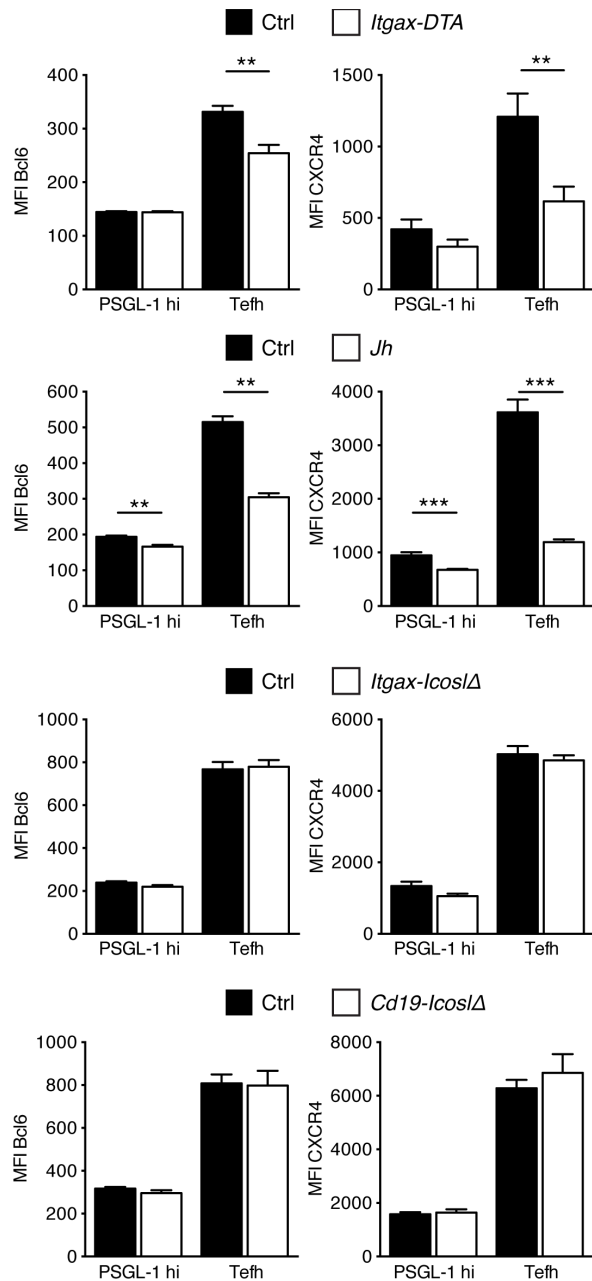 Ctrl Itgax-DTA
** **
400 1500
300 1000
200 500
100 0
0
MFI Bcl6 MFI CXCR4
PSGL-1 hi Tefh PSGL-1 hi Tefh
Ctrl Jh
** ** *** ***
600 4000
500 3000
400 2000
300 1000
200 0
100
0
MFI Bcl6 MFI CXCR4
PSGL-1 hi Tefh PSGL-1 hi Tefh
Ctrl Itgax-IcoslΔ
1000 6000
800 4000
600 2000
400 0
200
0
MFI Bcl6 MFI CXCR4
PSGL-1 hi Tefh PSGL-1 hi Tefh
Ctrl Cd19-IcoslΔ
1000 8000
800 6000
600 4000
400 2000
200 0
0
MFI Bcl6 MFI CXCR4
PSGL-1 hi Tefh PSGL-1 hi Tefh